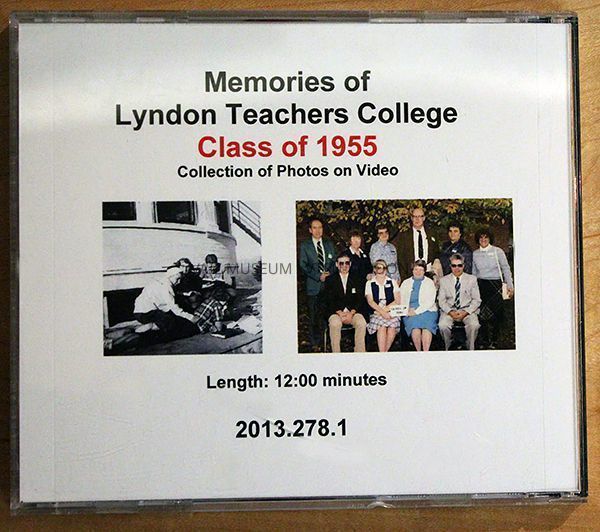 Memories of
Lyndon Teachers College
Class of 1955
Collection of Photos on Video
MUSEUM
Length: 12:00 minutes
2013.278.1